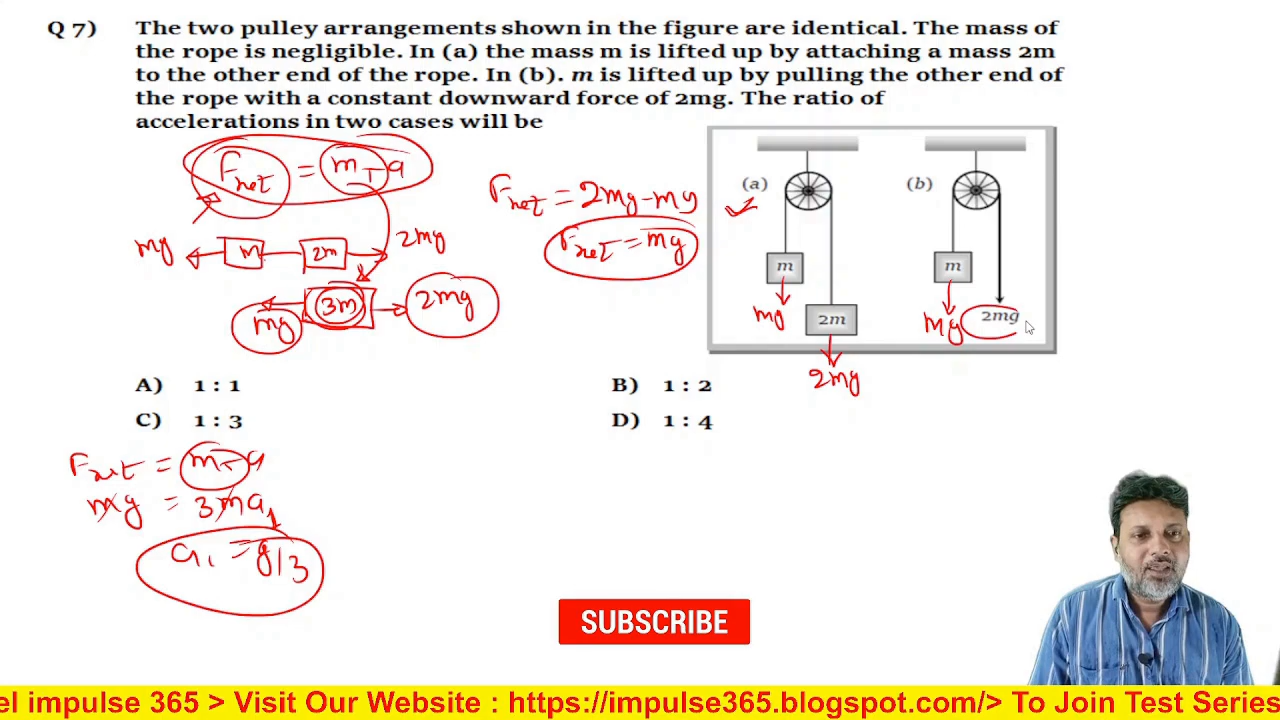 Q 7) The two pulley arrangements shown in the figure are identical. The mass of
the rope is negligible. In (a) the mass m is lifted up by attaching a mass 2m
to the other end of the rope. In (b). m is lifted up by pulling the other end of
the rope with a constant downward force of 2mg. The ratio of
accelerations in two cases will be
Fnet = mT a
mg m 2m 2mg
mg 3m 2mg
Fnet = 2mg-mg
Fnet = mg
(a) (b)
m m
mg mg 2mg
2m
2mg
A) 1 : 1 B) 1 : 2
C) 1 : 3 D) 1 : 4
Fnet = mT a
mg = 3ma1
a1 = g/3
SUBSCRIBE
el impulse 365 > Visit Our Website : https://impulse365.blogspot.com/> To Join Test Series